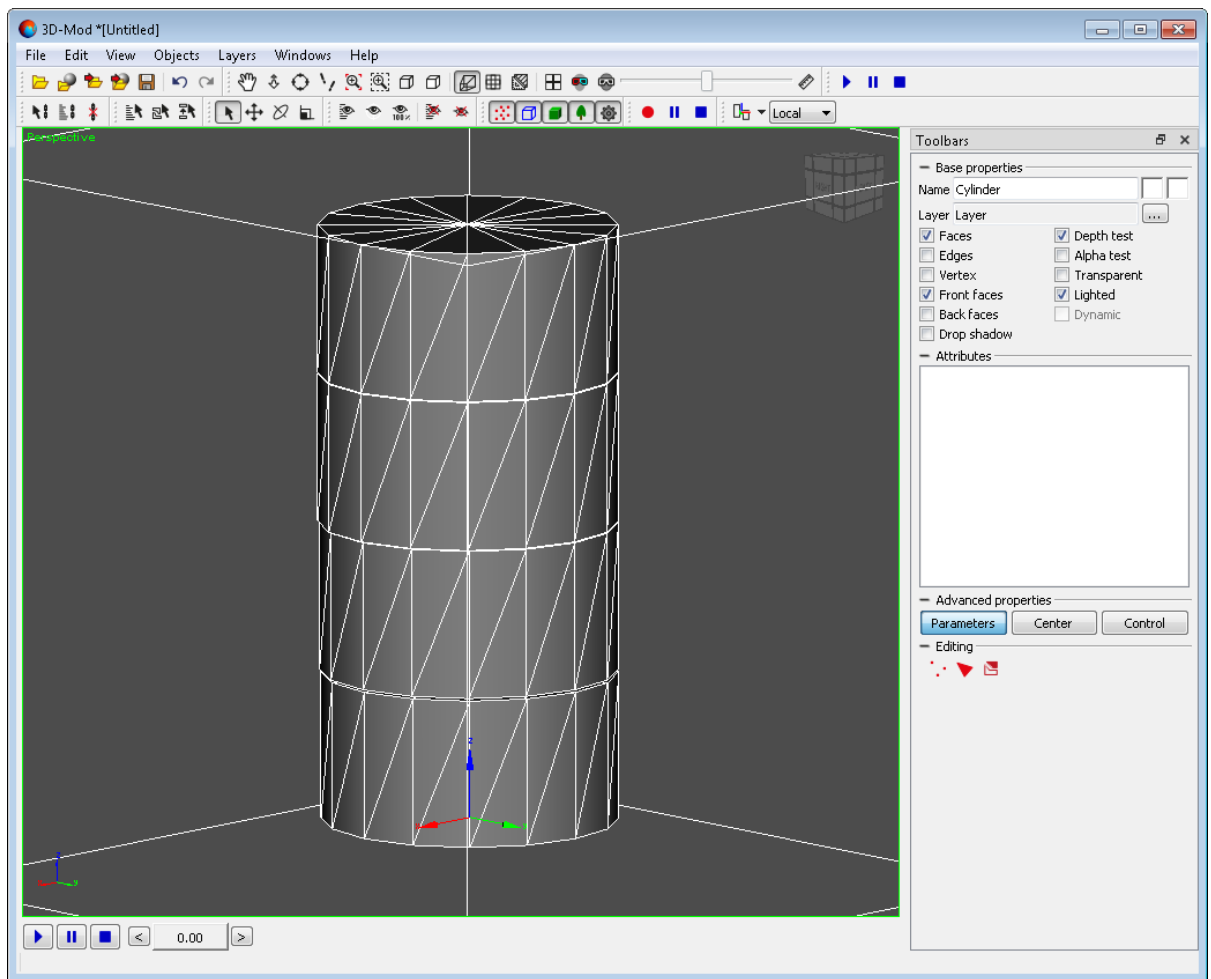 3D-Mod *[Untitled]
File Edit View Objects Layers Windows Help
100%
Local
Perspective
Toolbars
Base properties
Name Cylinder
Layer Layer ...
Faces Depth test
Edges Alpha test
Vertex Transparent
Front faces Lighted
Back faces Dynamic
Drop shadow
Attributes
Advanced properties
Parameters Center Control
Editing
z
z
y
< 0.00 >